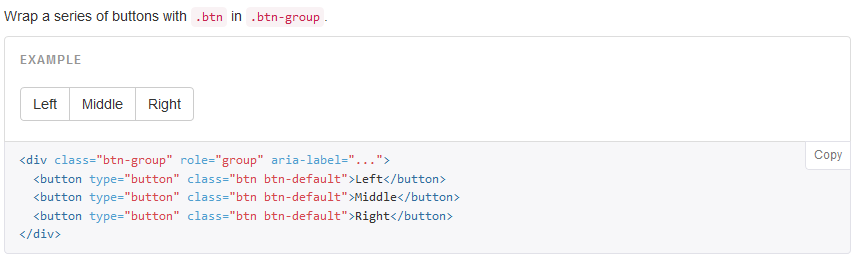 Wrap a series of buttons with .btn in .btn-group.
EXAMPLE
Left Middle Right
Copy
<div class="btn-group" role="group" aria-label="...">
  <button type="button" class="btn btn-default">Left</button>
  <button type="button" class="btn btn-default">Middle</button>
  <button type="button" class="btn btn-default">Right</button>
</div>